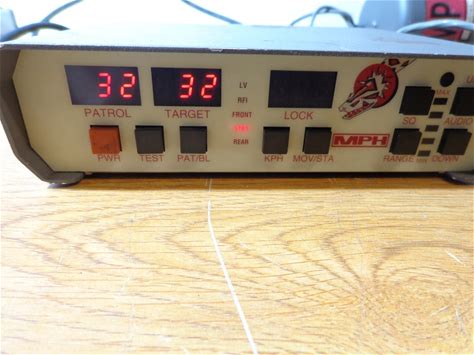 32 32
PATROL TARGET LOCK
LV
RFI
FRONT
REAR
MAX
SQ AUDIO
PWR TEST PAT/BL KPH MOV/STA MPH RANGE DOWN